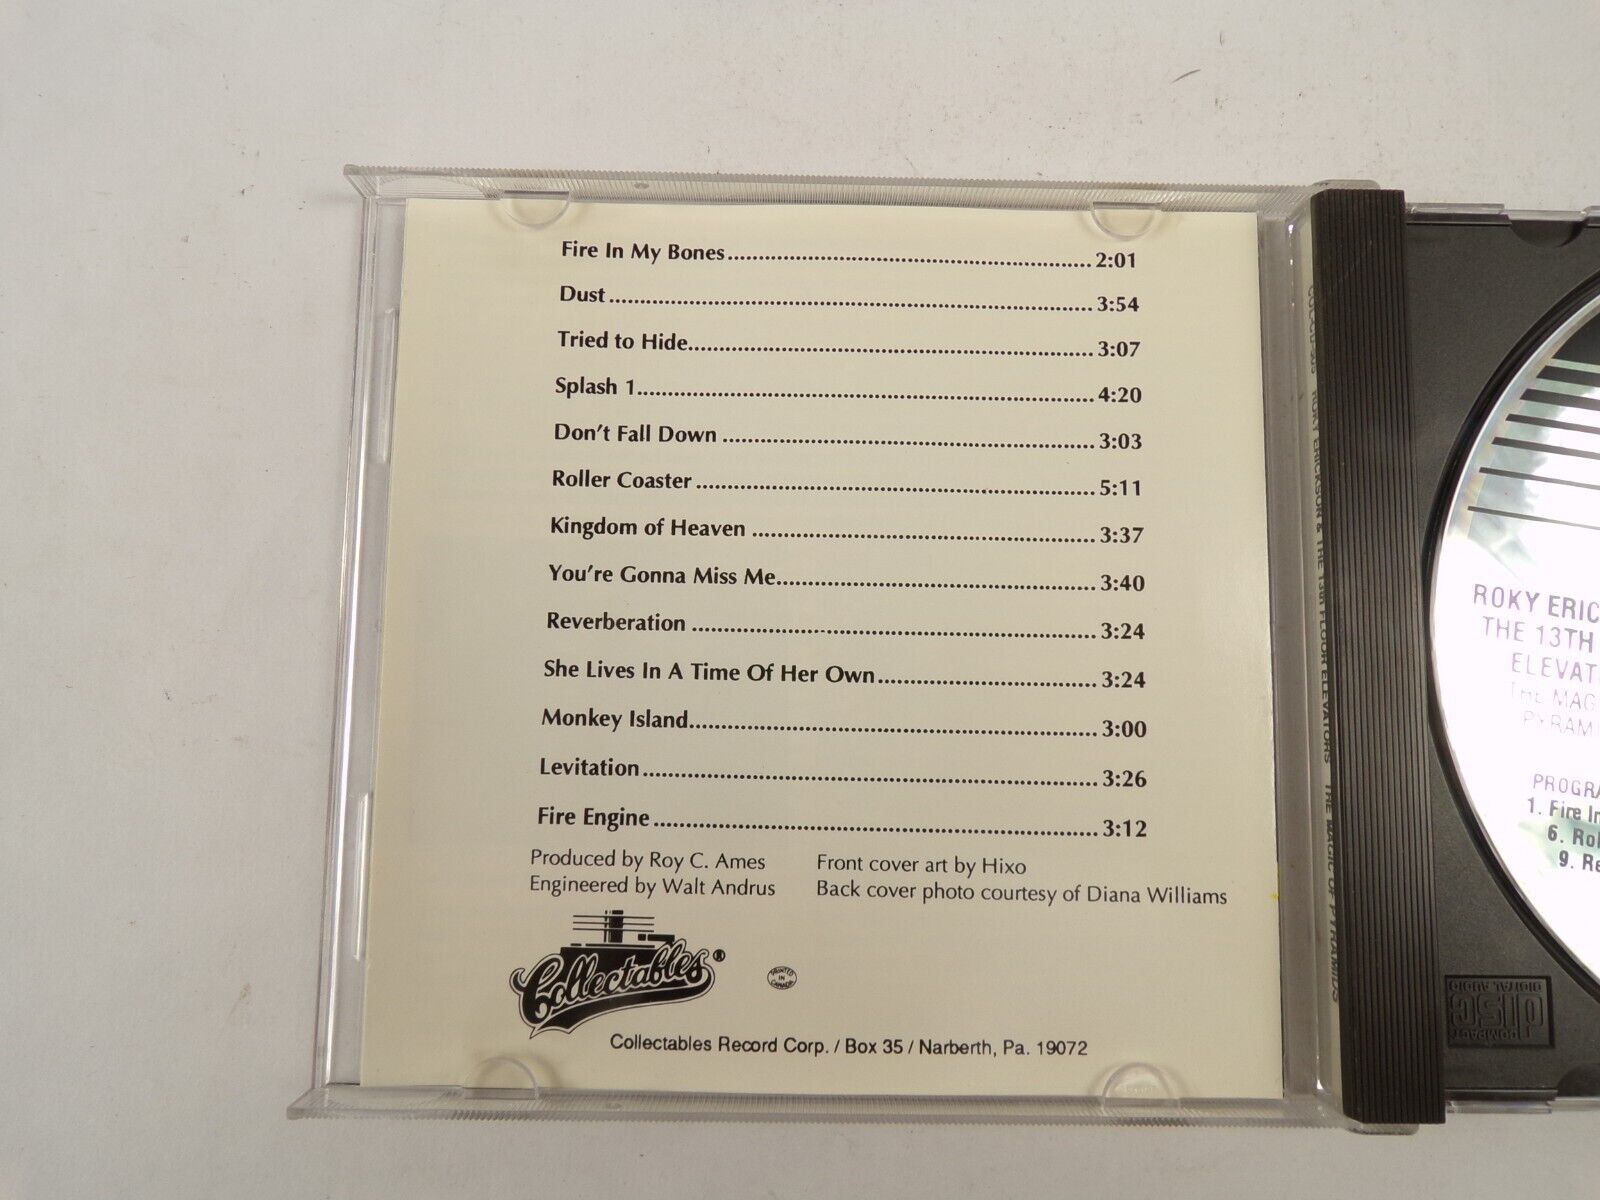 Fire In My Bones........2:01
Dust........3:54
Tried to Hide........3:07
Splash 1........4:20
Don't Fall Down........3:03
Roller Coaster........5:11
Kingdom of Heaven........3:37
You're Gonna Miss Me........3:40
Reverberation........3:24
She Lives In A Time Of Her Own........3:24
Monkey Island........3:00
Levitation........3:26
Fire Engine........3:12
Produced by Roy C. Ames
Engineered by Walt Andrus
Front cover art by Hixo
Back cover photo courtesy of Diana Williams
Collectables®
PRINTED
IN
CANADA
Collectables Record Corp. / Box 35 / Narberth, Pa. 19072
ROKY ERICKSON & THE 13th FLOOR ELEVATORS THE MAGIC OF PYRAMIDS
ROKY ERIC
THE 13TH
ELEVAT
THE MAG
PYRAM
PROGRA
1. Fire In
6. Rol
9. Re
COMPACT
disc
DIGITAL AUDIO